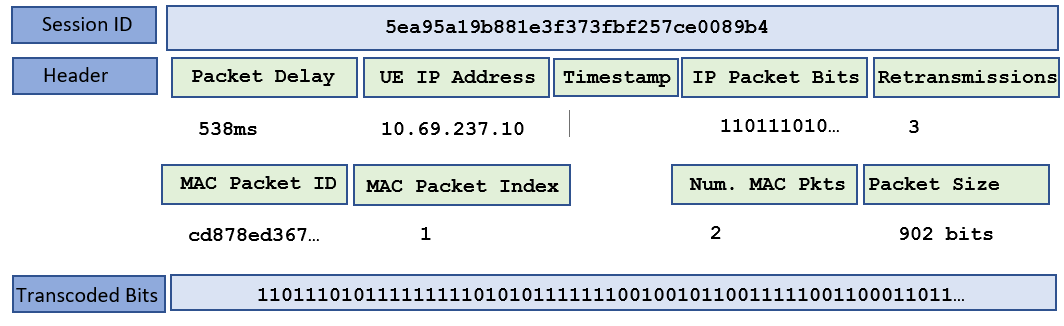 Session ID 5ea95a19b881e3f373fbf257ce0089b4
Header Packet Delay UE IP Address Timestamp IP Packet Bits Retransmissions
538ms 10.69.237.10 110111010… 3
MAC Packet ID MAC Packet Index Num. MAC Pkts Packet Size
cd878ed367… 1 2 902 bits
Transcoded Bits 1101110101111111110101011111110010010110011111001100011011…